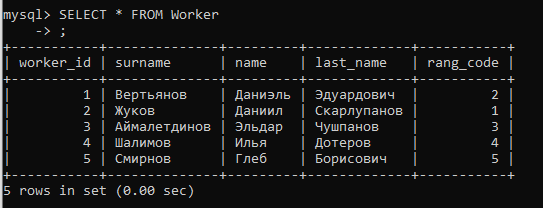 mysql> SELECT * FROM Worker
    -> ;
+-----------+--------------+---------+-------------+-----------+
| worker_id | surname      | name    | last_name   | rang_code |
+-----------+--------------+---------+-------------+-----------+
|         1 | Вертьянов    | Даниэль | Эдуардович  |         2 |
|         2 | Жуков        | Даниил  | Скарлупанов |         1 |
|         3 | Аймалетдинов | Эльдар  | Чушпанов    |         3 |
|         4 | Шалимов      | Илья    | Дотеров     |         4 |
|         5 | Смирнов      | Глеб    | Борисович   |         5 |
+-----------+--------------+---------+-------------+-----------+
5 rows in set (0.00 sec)